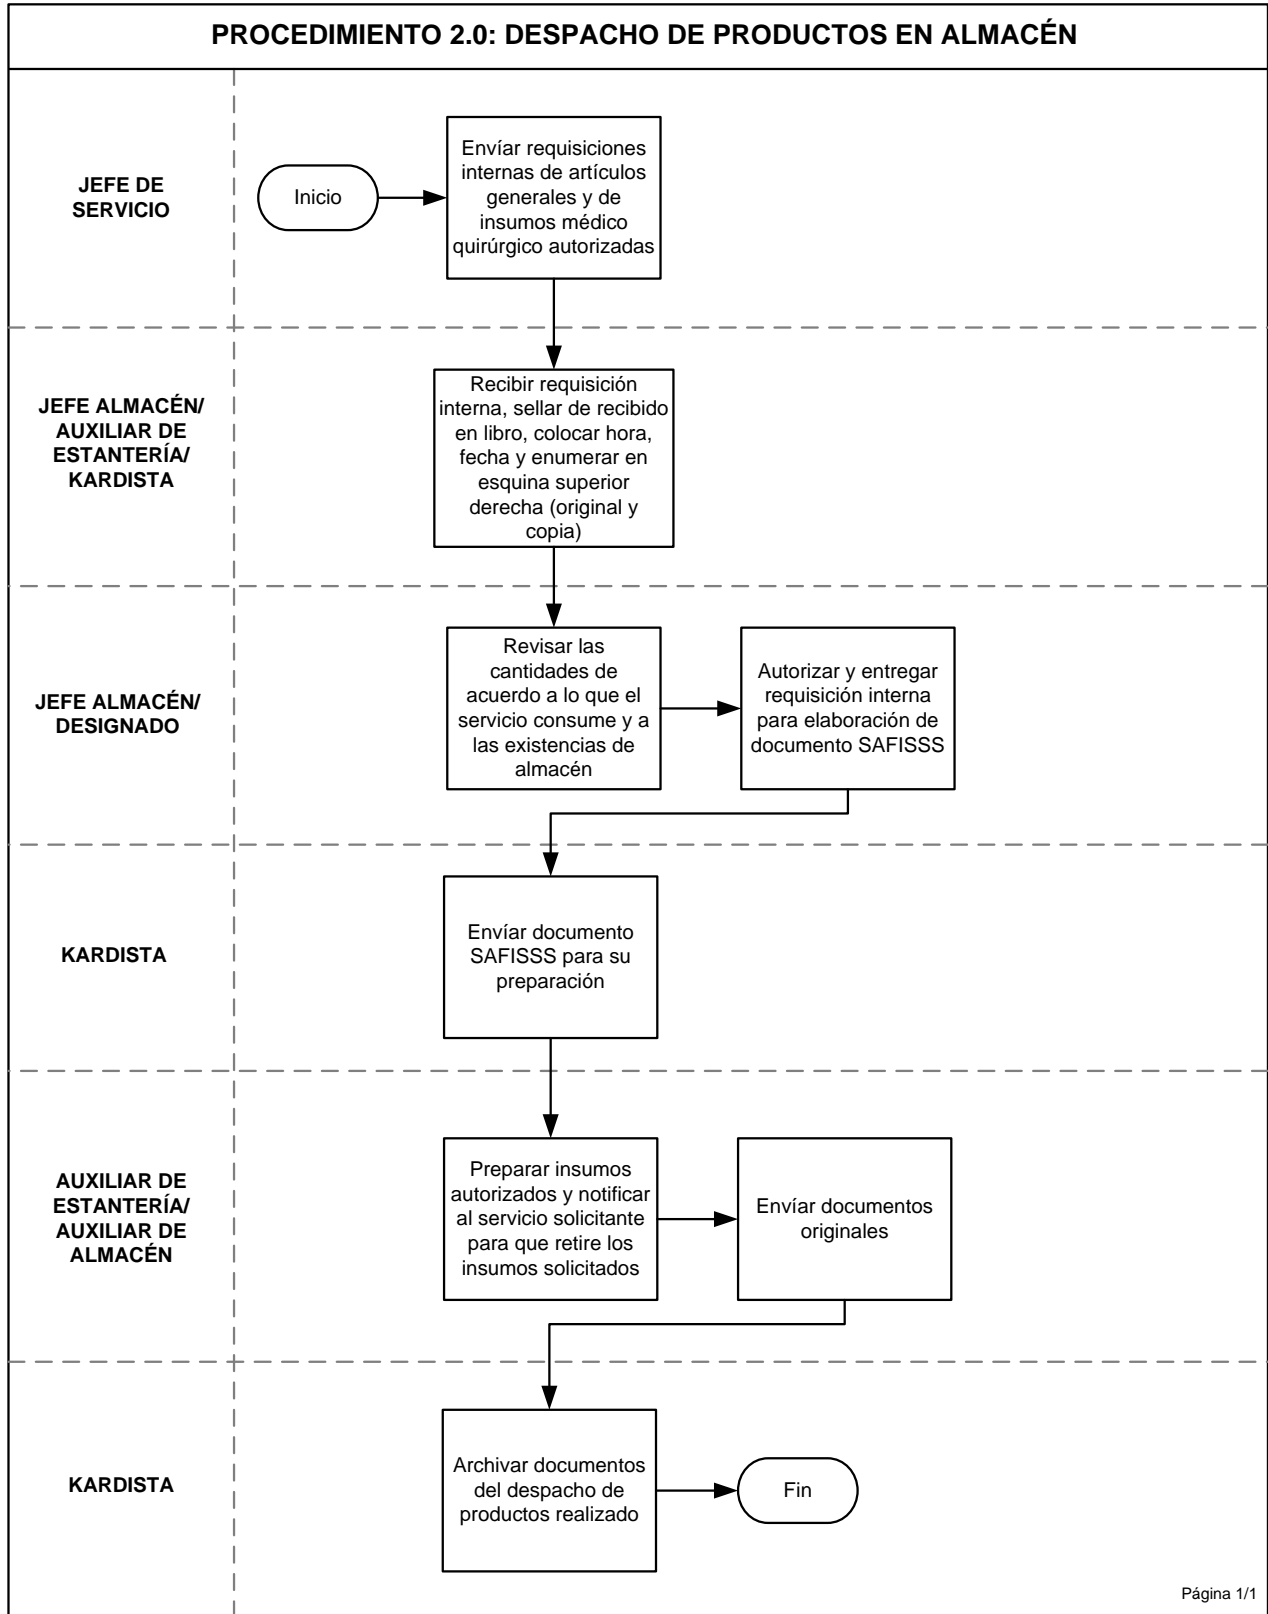 PROCEDIMIENTO 2.0: DESPACHO DE PRODUCTOS EN ALMACÉN
JEFE DE
SERVICIO
Inicio
Envíar requisiciones
internas de artículos
generales y de
insumos médico
quirúrgico autorizadas
JEFE ALMACÉN/
AUXILIAR DE
ESTANTERÍA/
KARDISTA
Recibir requisición
interna, sellar de recibido
en libro, colocar hora,
fecha y enumerar en
esquina superior
derecha (original y
copia)
JEFE ALMACÉN/
DESIGNADO
Revisar las
cantidades de
acuerdo a lo que el
servicio consume y a
las existencias de
almacén
Autorizar y entregar
requisición interna
para elaboración de
documento SAFISSS
KARDISTA
Envíar documento
SAFISSS para su
preparación
AUXILIAR DE
ESTANTERÍA/
AUXILIAR DE
ALMACÉN
Preparar insumos
autorizados y notificar
al servicio solicitante
para que retire los
insumos solicitados
Envíar documentos
originales
KARDISTA
Archivar documentos
del despacho de
productos realizado
Fin
Página 1/1